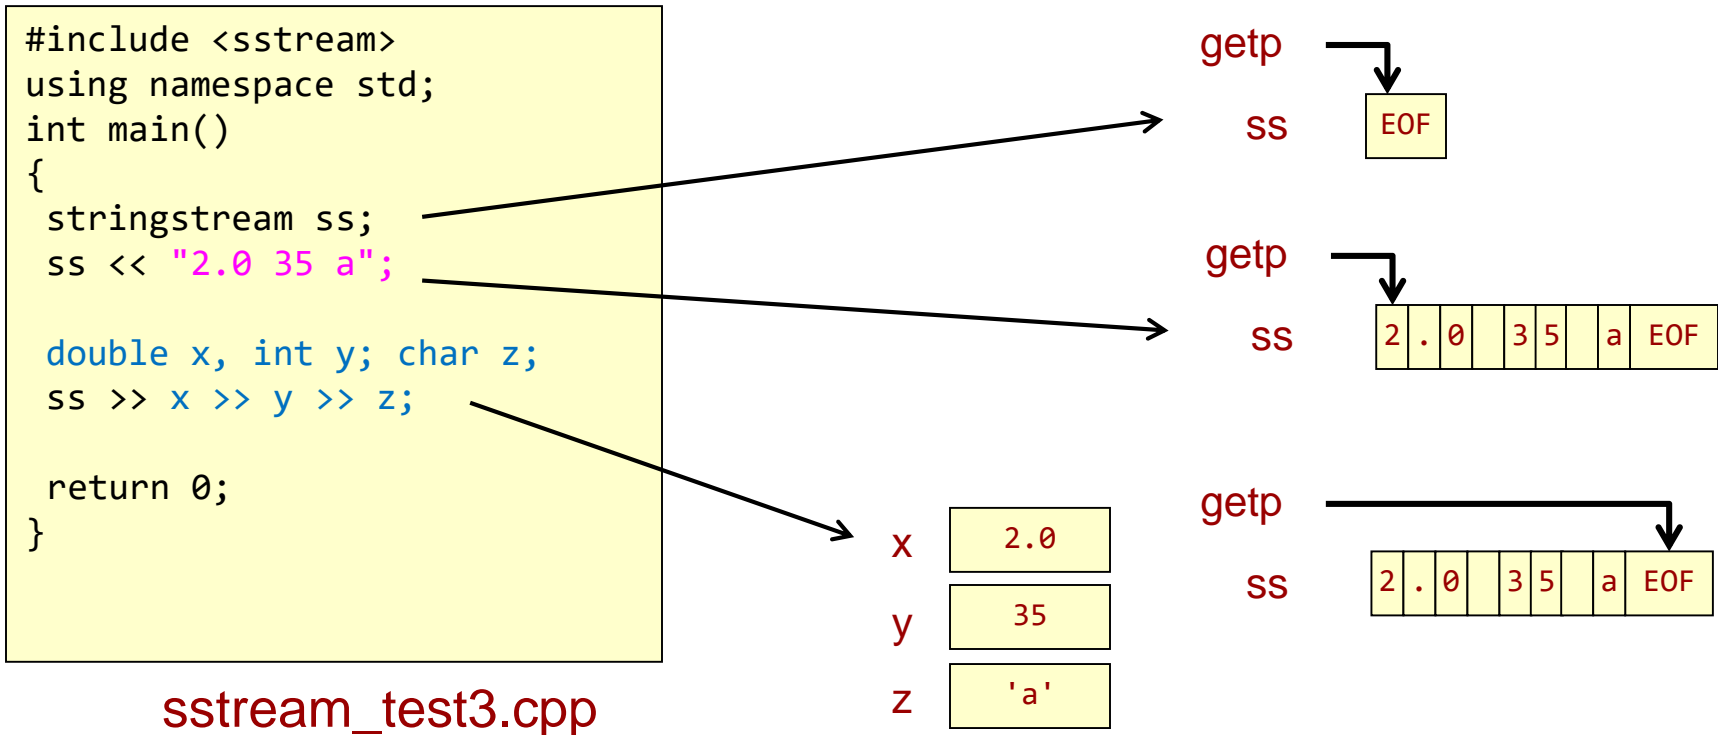 #include <sstream>
using namespace std;
int main()
{
stringstream ss;
ss << "2.0 35 a";
double x, int y; char z;
ss >> x >> y >> z;
return 0;
}
sstream_test3.cpp
getp
ss EOF
getp
ss 2 . 0 3 5 a EOF
getp
ss 2 . 0 3 5 a EOF
x 2.0
y 35
z 'a'